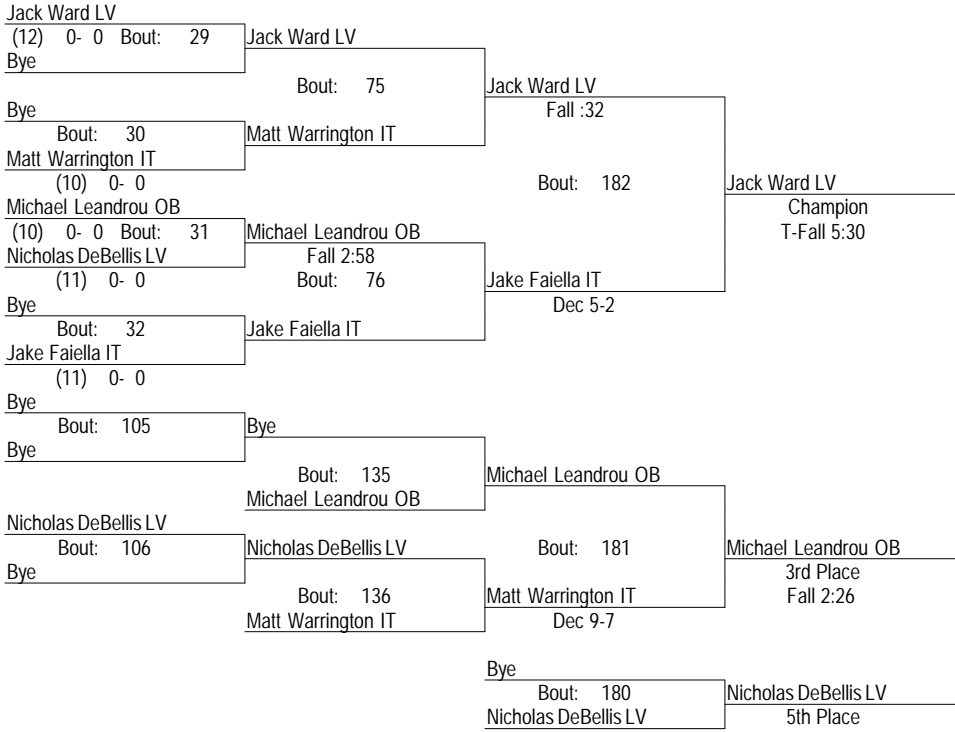 Jack Ward LV
(12) 0- 0 Bout: 29 Jack Ward LV
Bye
Bout: 75 Jack Ward LV
Bye Fall :32
Bout: 30 Matt Warrington IT
Matt Warrington IT
(10) 0- 0 Bout: 182 Jack Ward LV
Michael Leandrou OB Champion
(10) 0- 0 Bout: 31 Michael Leandrou OB T-Fall 5:30
Nicholas DeBellis LV Fall 2:58
(11) 0- 0 Bout: 76 Jake Faiella IT
Bye Dec 5-2
Bout: 32 Jake Faiella IT
Jake Faiella IT
(11) 0- 0
Bye
Bout: 105 Bye
Bye
Bout: 135 Michael Leandrou OB
Michael Leandrou OB
Nicholas DeBellis LV
Bout: 106 Nicholas DeBellis LV Bout: 181 Michael Leandrou OB
Bye 3rd Place
Bout: 136 Matt Warrington IT Fall 2:26
Matt Warrington IT Dec 9-7
Bye
Bout: 180 Nicholas DeBellis LV
Nicholas DeBellis LV 5th Place